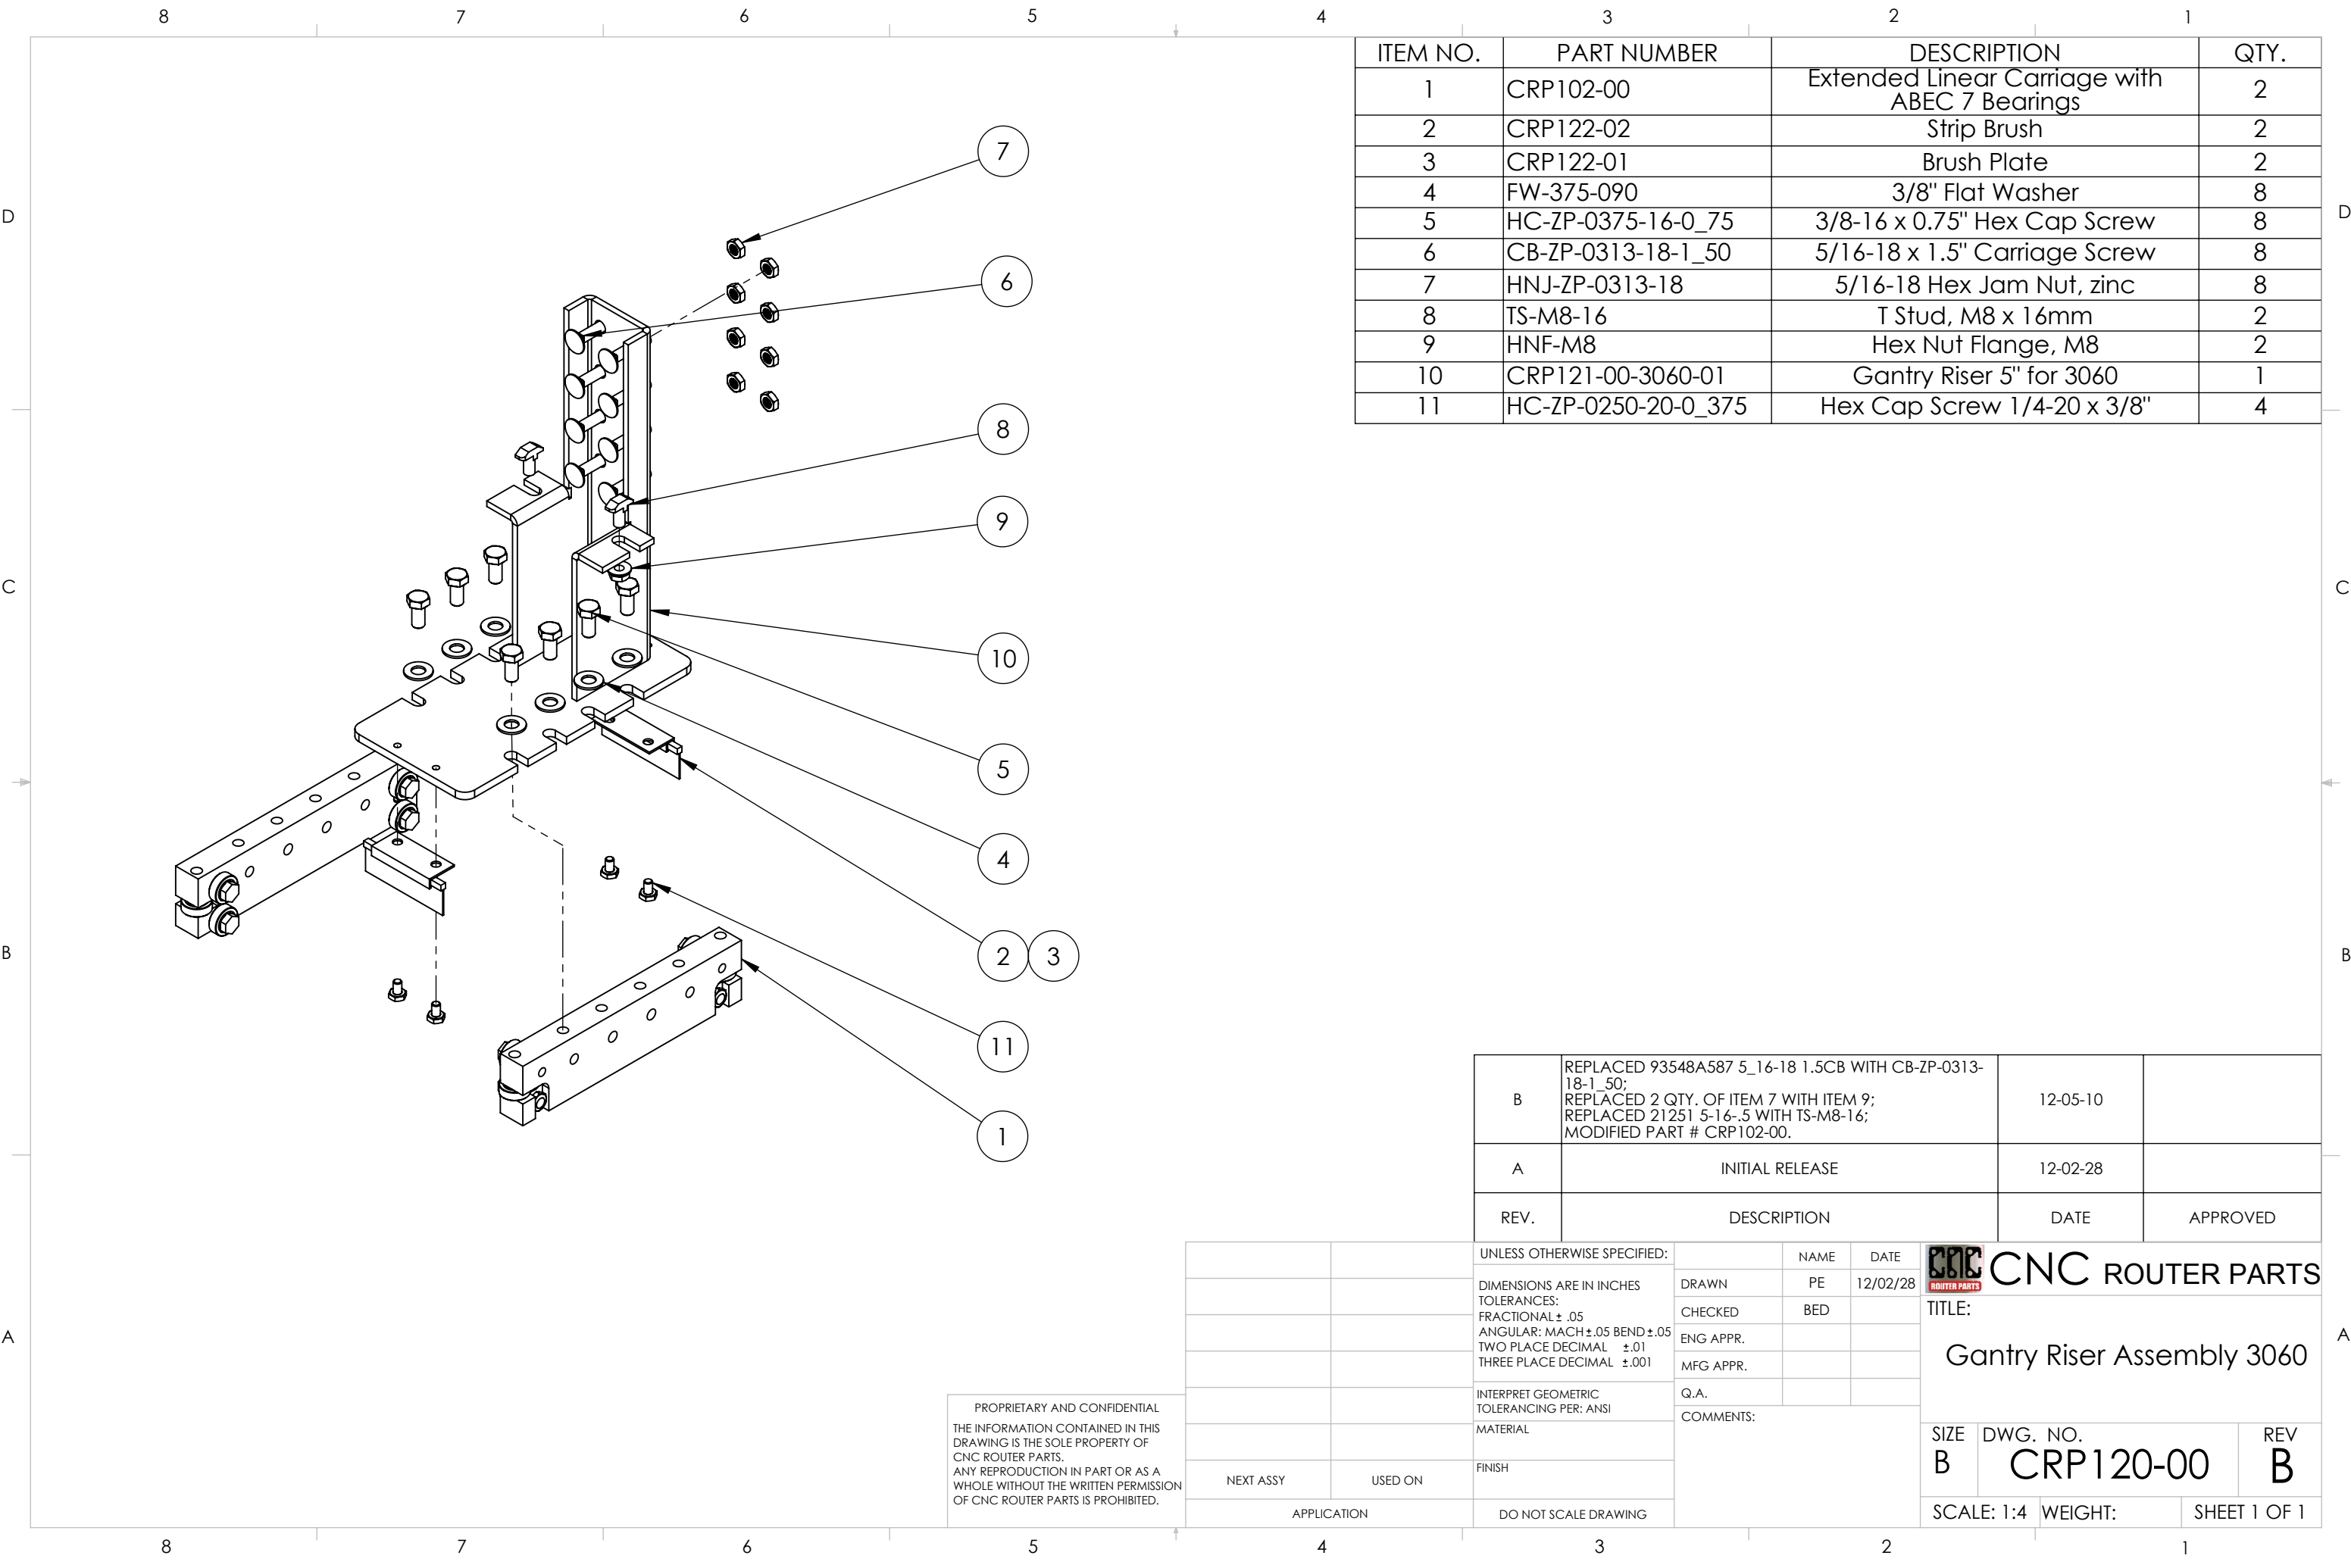 8 7 6 5 4 3 2 1
ITEM NO. PART NUMBER DESCRIPTION QTY.
1 CRP102-00 Extended Linear Carriage with
ABEC 7 Bearings 2
2 CRP122-02 Strip Brush 2
3 CRP122-01 Brush Plate 2
4 FW-375-090 3/8" Flat Washer 8
5 HC-ZP-0375-16-0_75 3/8-16 x 0.75" Hex Cap Screw 8
6 CB-ZP-0313-18-1_50 5/16-18 x 1.5" Carriage Screw 8
7 HNJ-ZP-0313-18 5/16-18 Hex Jam Nut, zinc 8
8 TS-M8-16 T Stud, M8 x 16mm 2
9 HNF-M8 Hex Nut Flange, M8 2
10 CRP121-00-3060-01 Gantry Riser 5" for 3060 1
11 HC-ZP-0250-20-0_375 Hex Cap Screw 1/4-20 x 3/8" 4
D D
7
6
8
9
C C
10
5
4
2 3
B B
11
1
B REPLACED 93548A587 5_16-18 1.5CB WITH CB-ZP-0313-
18-1_50;
REPLACED 2 QTY. OF ITEM 7 WITH ITEM 9;
REPLACED 21251 5-16-.5 WITH TS-M8-16;
MODIFIED PART # CRP102-00.
12-05-10
A INITIAL RELEASE 12-02-28
REV. DESCRIPTION DATE APPROVED
A A
PROPRIETARY AND CONFIDENTIAL
THE INFORMATION CONTAINED IN THIS
DRAWING IS THE SOLE PROPERTY OF
CNC ROUTER PARTS.
ANY REPRODUCTION IN PART OR AS A
WHOLE WITHOUT THE WRITTEN PERMISSION
OF CNC ROUTER PARTS IS PROHIBITED.
NEXT ASSY USED ON
APPLICATION
UNLESS OTHERWISE SPECIFIED:
DIMENSIONS ARE IN INCHES
TOLERANCES:
FRACTIONAL± .05
ANGULAR: MACH±.05 BEND±.05
TWO PLACE DECIMAL ±.01
THREE PLACE DECIMAL ±.001
INTERPRET GEOMETRIC
TOLERANCING PER: ANSI
MATERIAL
FINISH
DO NOT SCALE DRAWING
NAME DATE
DRAWN PE 12/02/28
CHECKED BED
ENG APPR.
MFG APPR.
Q.A.
COMMENTS:
CNC
ROUTER PARTS
CNC ROUTER PARTS
TITLE:
Gantry Riser Assembly 3060
SIZE DWG. NO. REV
B CRP120-00 B
SCALE: 1:4 WEIGHT: SHEET 1 OF 1
8 7 6 5 4 3 2 1